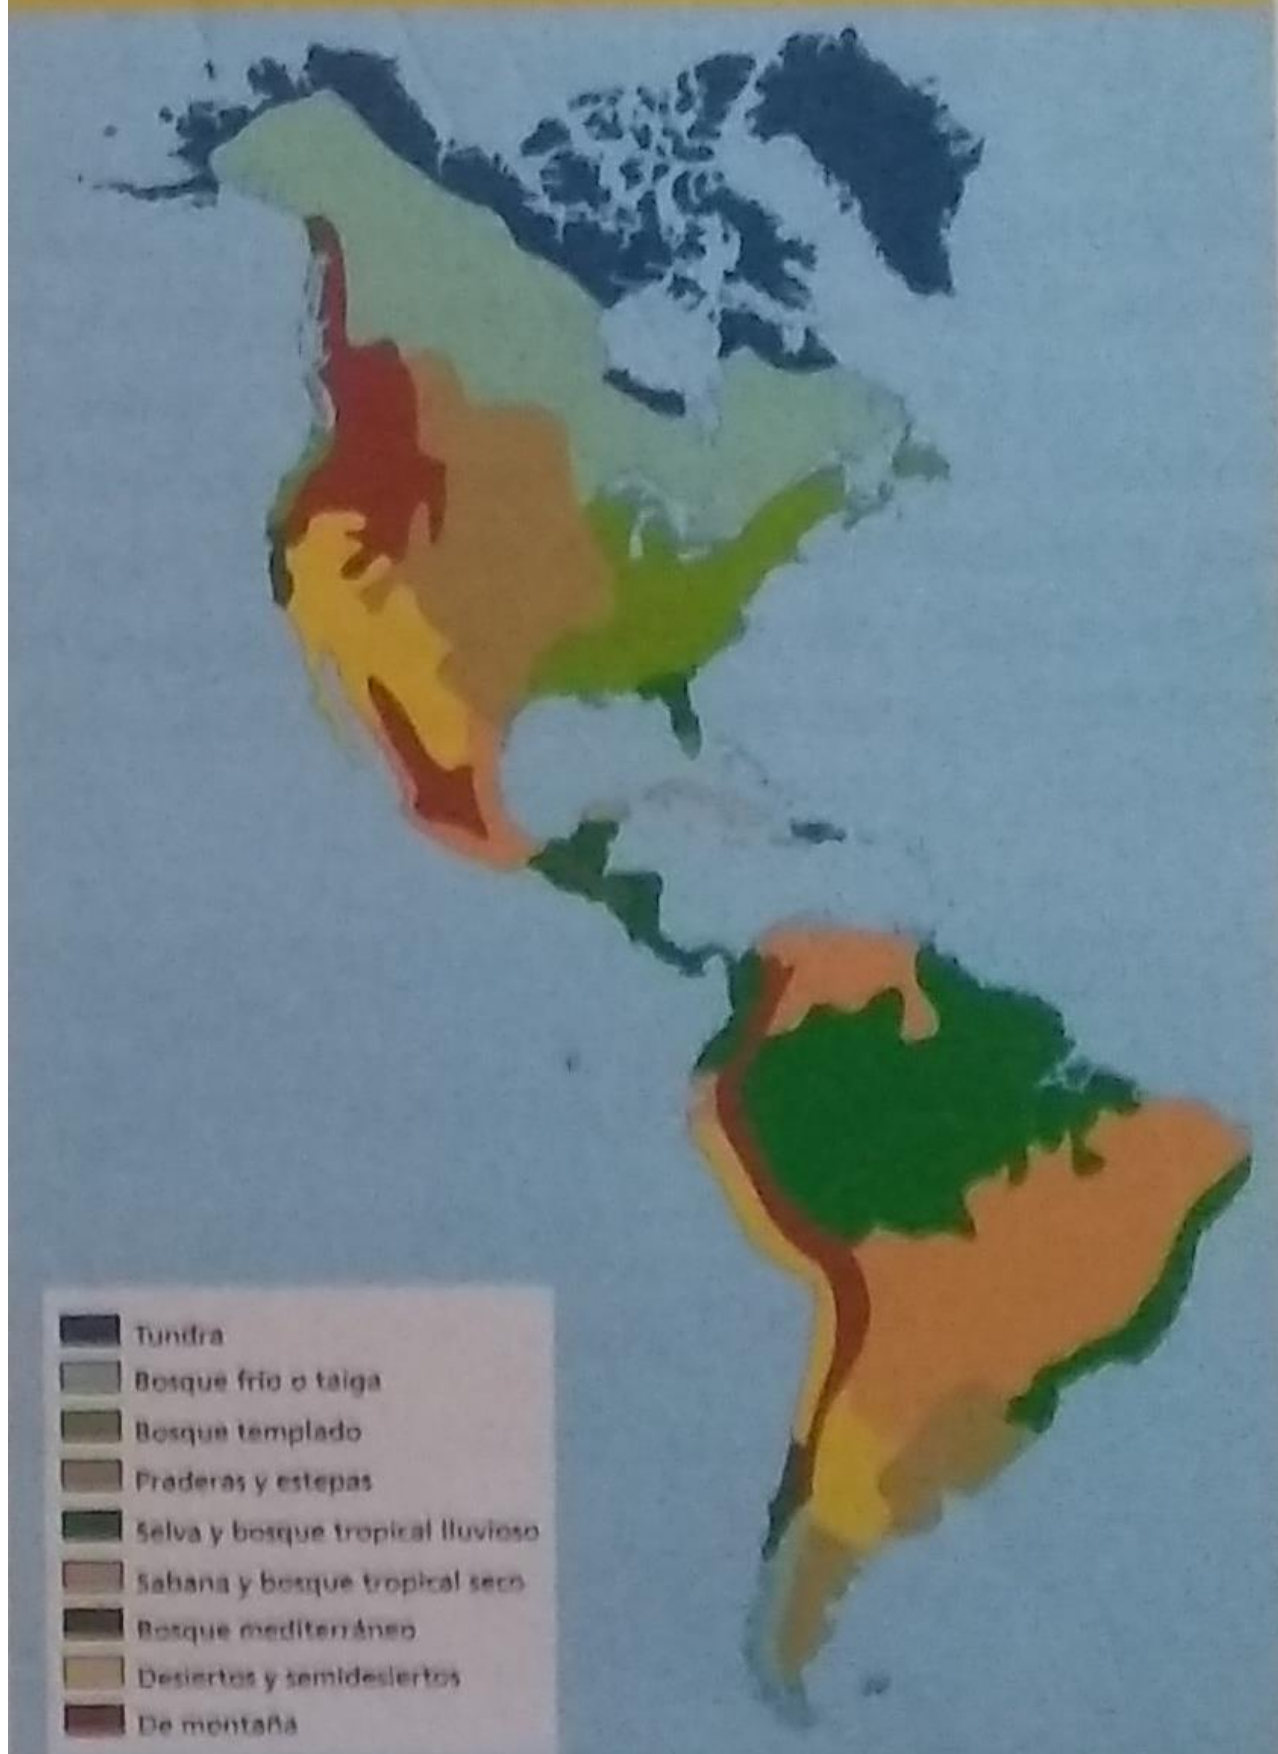 Tundra
Bosque frío o taiga
Bosque templado
Praderas y estepas
Selva y bosque tropical lluvioso
Sabana y bosque tropical seco
Bosque mediterráneo
Desiertos y semidesiertos
De montaña